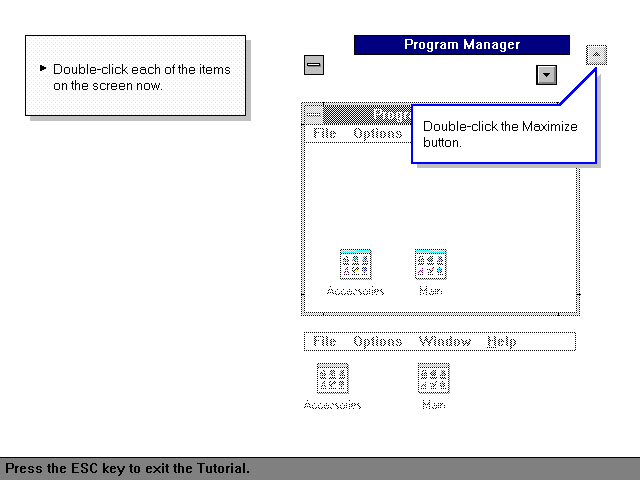 Program Manager
Double-click each of the items
on the screen now.
Double-click the Maximize
button.
File Options
Accessories Main
File Options Window Help
Accessories Main
Press the ESC key to exit the Tutorial.